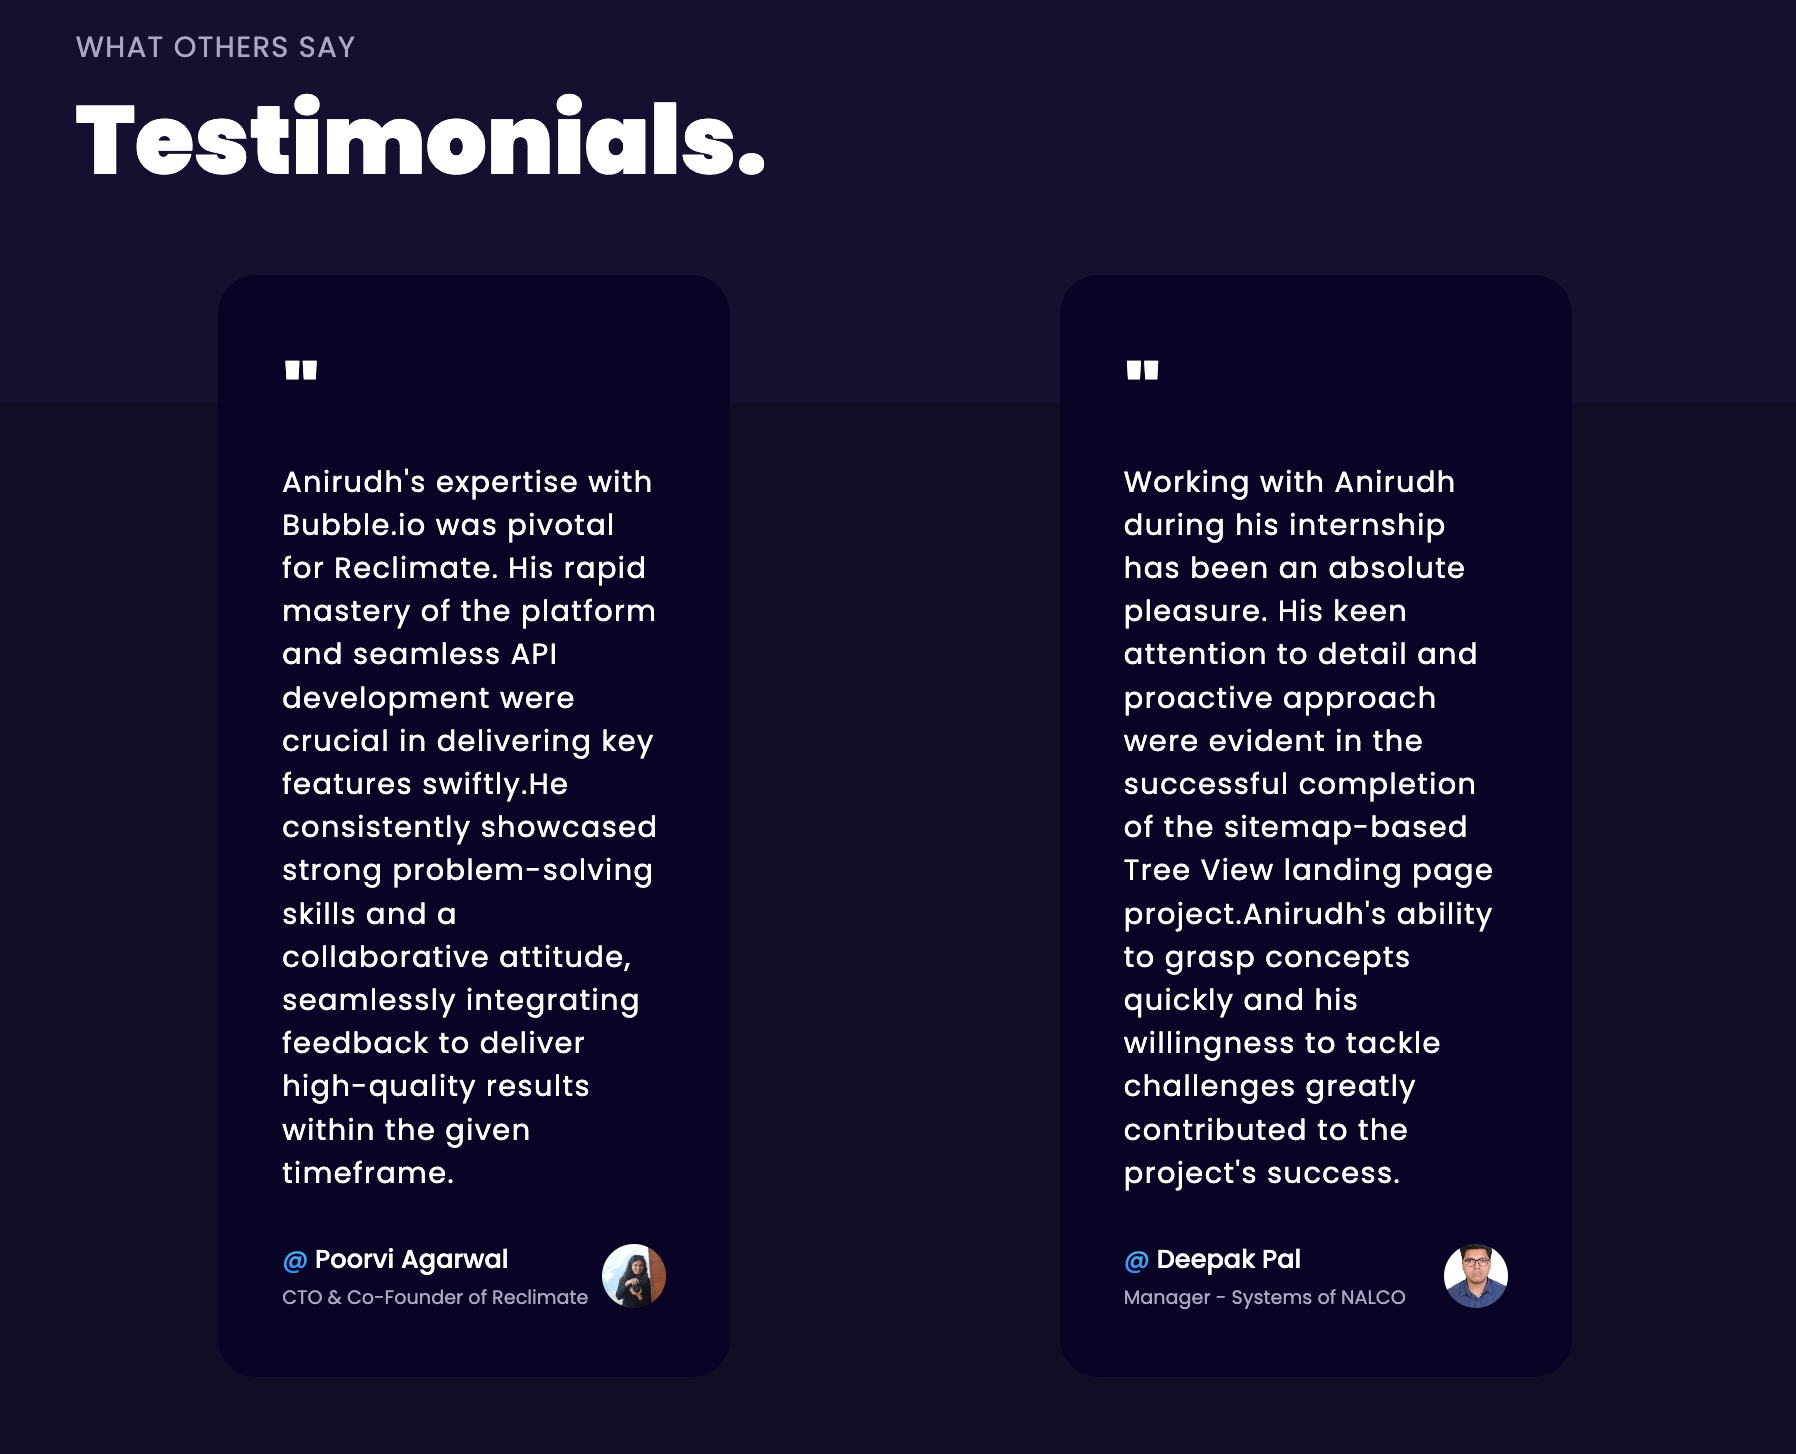 WHAT OTHERS SAY
Testimonials.
"
Anirudh's expertise with
Bubble.io was pivotal
for Reclimate. His rapid
mastery of the platform
and seamless API
development were
crucial in delivering key
features swiftly.He
consistently showcased
strong problem-solving
skills and a
collaborative attitude,
seamlessly integrating
feedback to deliver
high-quality results
within the given
timeframe.
@ Poorvi Agarwal
CTO & Co-Founder of Reclimate
"
Working with Anirudh
during his internship
has been an absolute
pleasure. His keen
attention to detail and
proactive approach
were evident in the
successful completion
of the sitemap-based
Tree View landing page
project.Anirudh's ability
to grasp concepts
quickly and his
willingness to tackle
challenges greatly
contributed to the
project's success.
@ Deepak Pal
Manager - Systems of NALCO